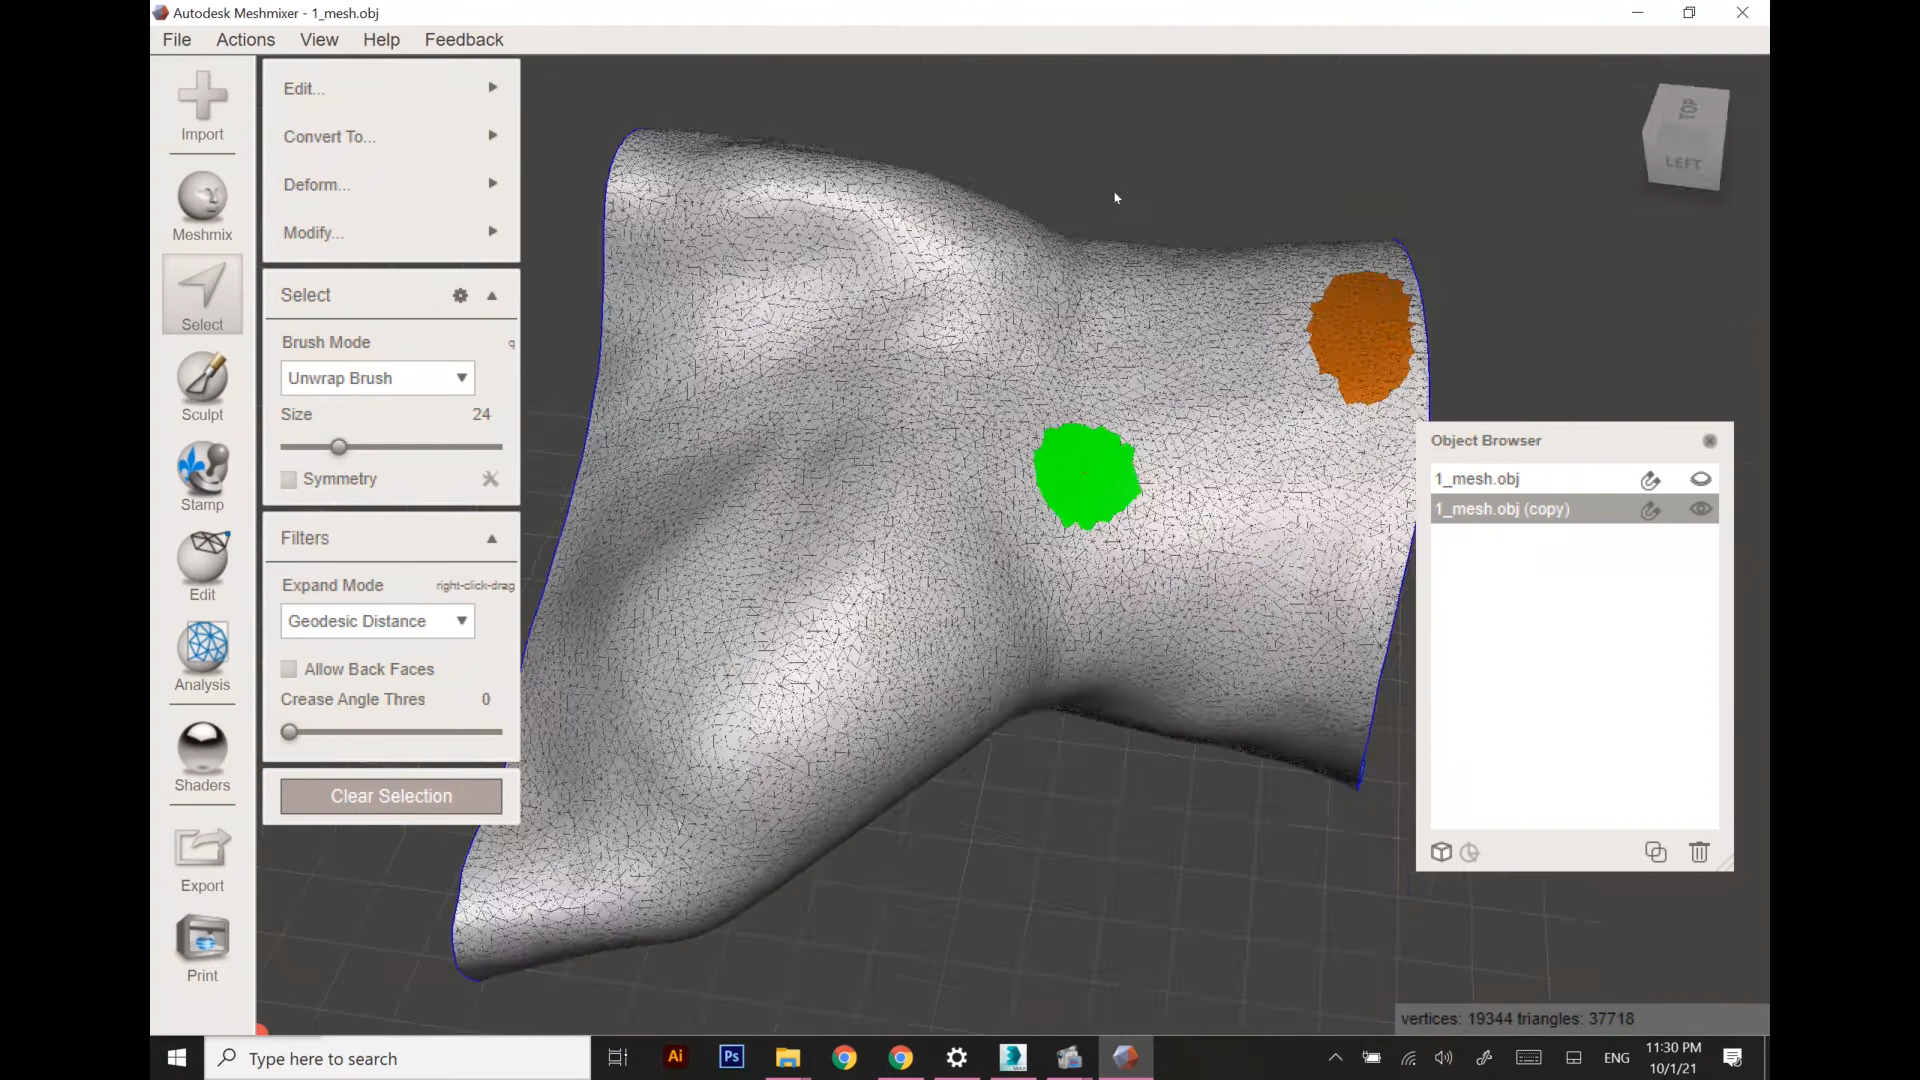 Autodesk Meshmixer - 1_mesh.obj
File Actions View Help Feedback
Import
Meshmix
Select
Sculpt
Stamp
Edit
Analysis
Shaders
Export
Print
Edit...
Convert To...
Deform...
Modify...
Select
Brush Mode q
Unwrap Brush
Size 24
Symmetry
Filters
Expand Mode right-click-drag
Geodesic Distance
Allow Back Faces
Crease Angle Thres 0
Clear Selection
TOP
LEFT
Object Browser
1_mesh.obj
1_mesh.obj (copy)
vertices: 19344 triangles: 37718
Type here to search
Ai
Ps
MAX
ENG
11:30 PM
10/1/21